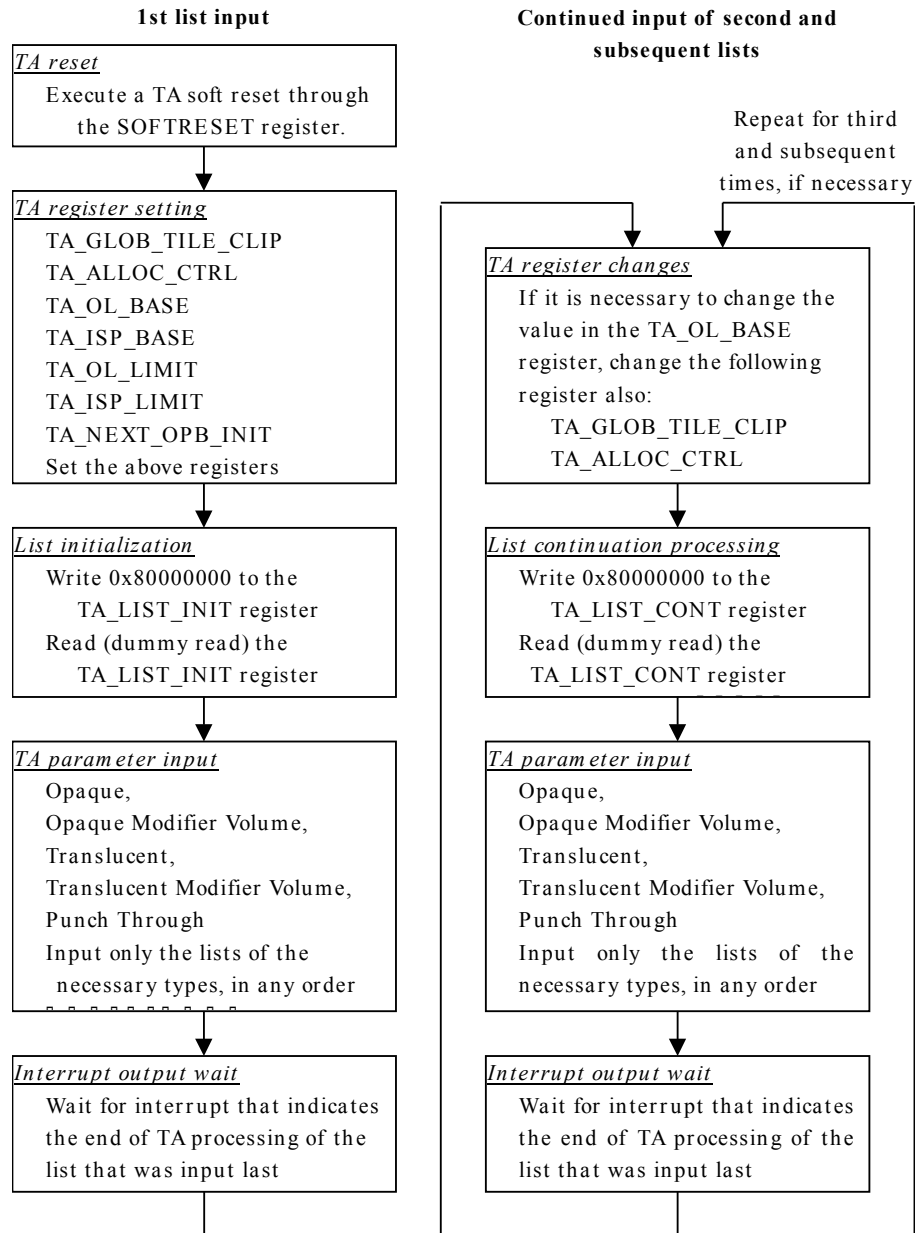 1st list input
TA reset
Execute a TA soft reset through
the SOFTRESET register.
TA register setting
TA_GLOB_TILE_CLIP
TA_ALLOC_CTRL
TA_OL_BASE
TA_ISP_BASE
TA_OL_LIMIT
TA_ISP_LIMIT
TA_NEXT_OPB_INIT
Set the above registers
List initialization
Write 0x80000000 to the
TA_LIST_INIT register
Read (dummy read) the
TA_LIST_INIT register
TA parameter input
Opaque,
Opaque Modifier Volume,
Translucent,
Translucent Modifier Volume,
Punch Through
Input only the lists of the
necessary types, in any order
Interrupt output wait
Wait for interrupt that indicates
the end of TA processing of the
list that was input last
Continued input of second and
subsequent lists
Repeat for third
and subsequent
times, if necessary
TA register changes
If it is necessary to change the
value in the TA_OL_BASE
register, change the following
register also:
TA_GLOB_TILE_CLIP
TA_ALLOC_CTRL
List continuation processing
Write 0x80000000 to the
TA_LIST_CONT register
Read (dummy read) the
TA_LIST_CONT register
TA parameter input
Opaque,
Opaque Modifier Volume,
Translucent,
Translucent Modifier Volume,
Punch Through
Input only the lists of the
necessary types, in any order
Interrupt output wait
Wait for interrupt that indicates
the end of TA processing of the
list that was input last